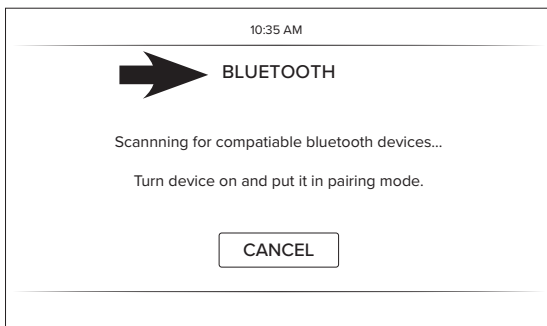 10:35 AM
BLUETOOTH
Scannning for compatiable bluetooth devices...
Turn device on and put it in pairing mode.
CANCEL